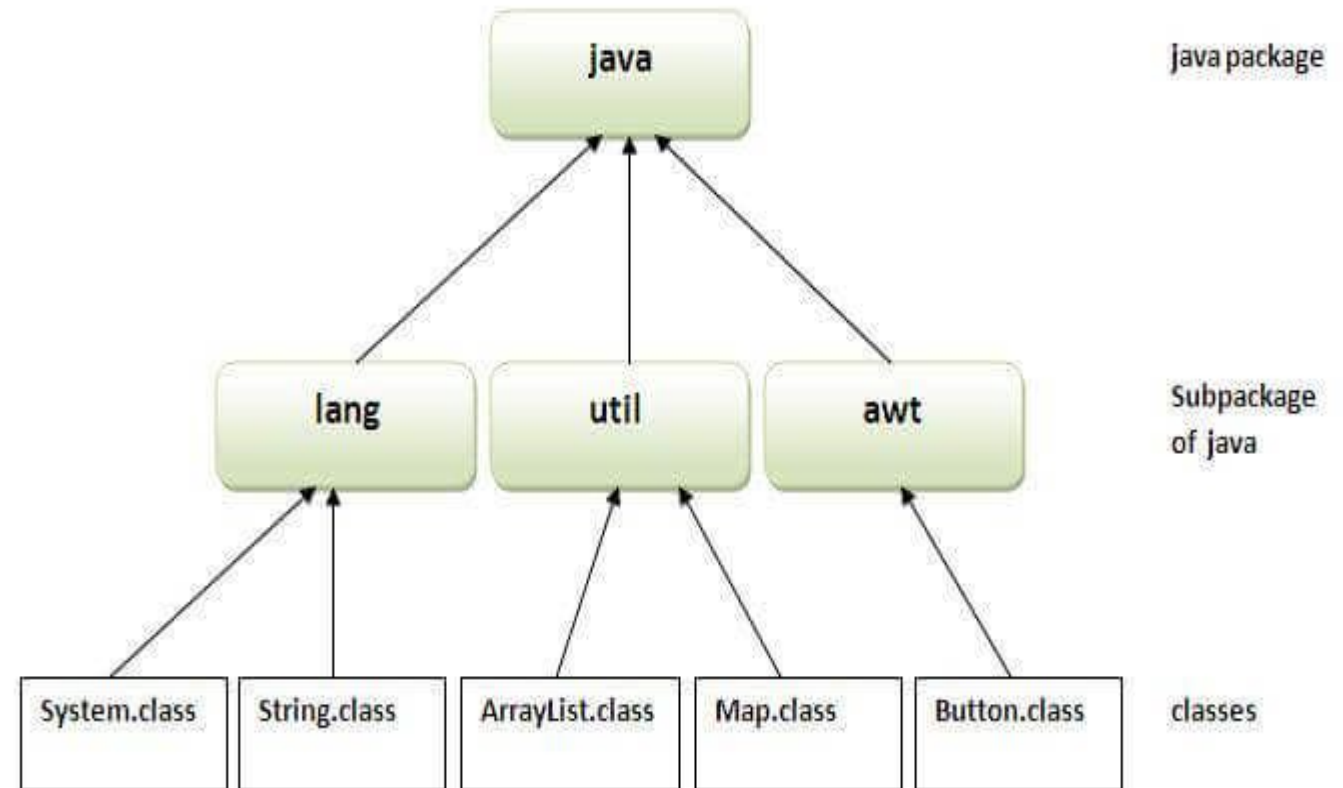 java
java package
lang
util
awt
Subpackage
of java
System.class
String.class
ArrayList.class
Map.class
Button.class
classes